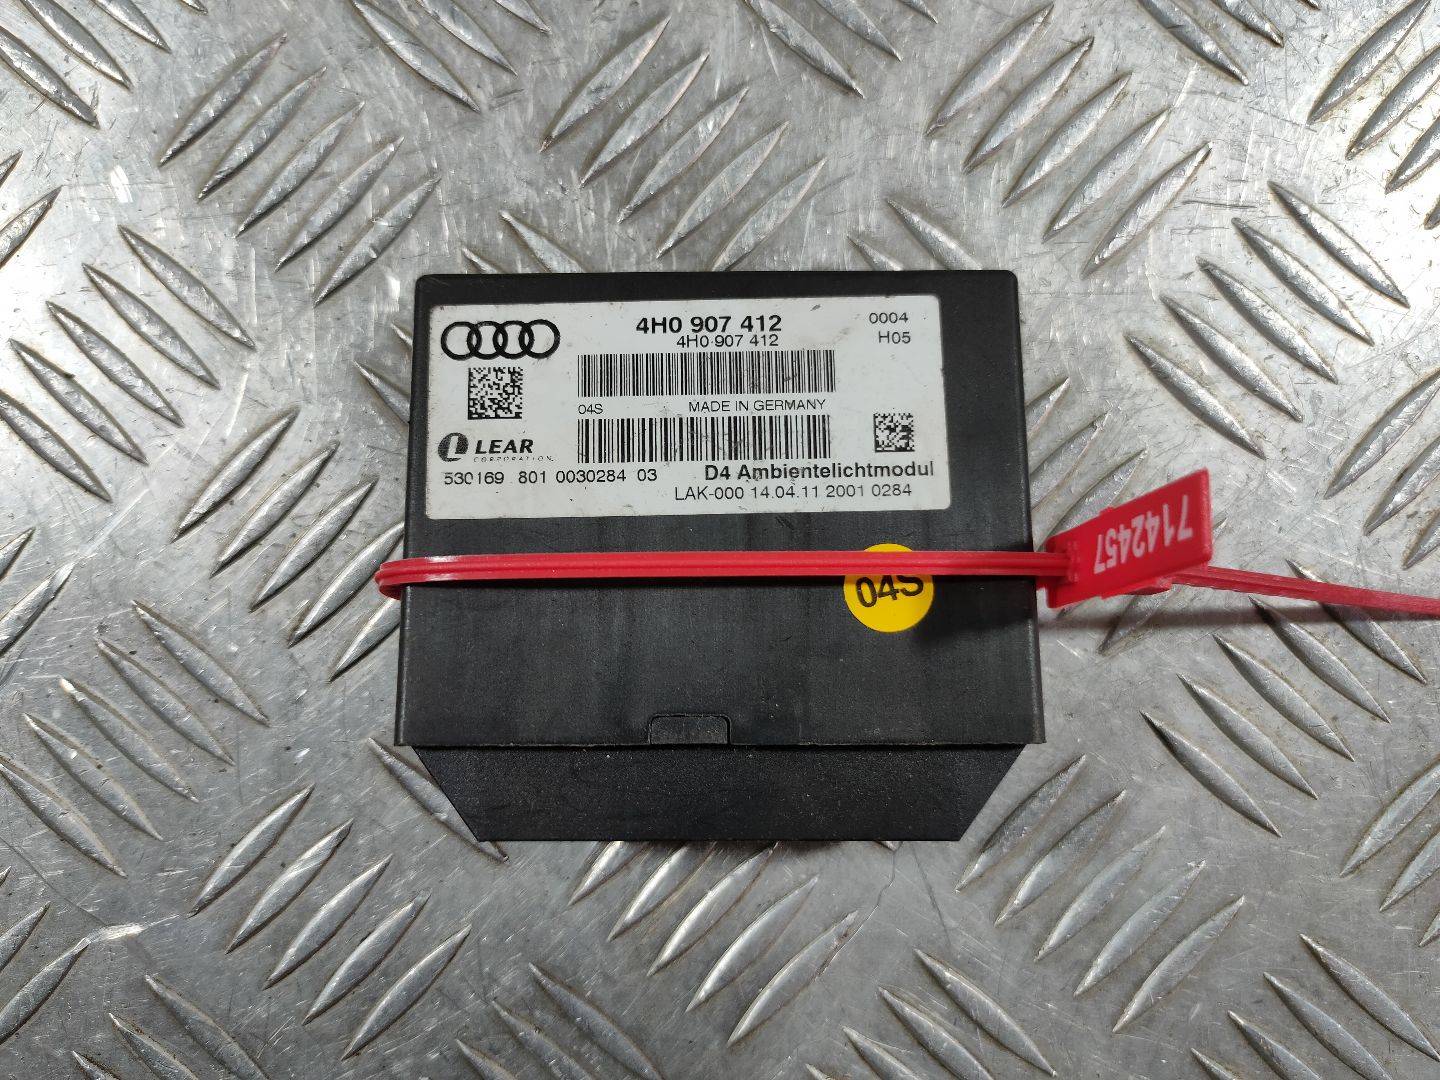 4H0 907 412
4H0 907 412
0004
H05
04S
MADE IN GERMANY
LEAR
CORPORATION.
530169 801 0030284 03
D4 Ambientelichtmodul
LAK-000 14.04.11 2001 0284
04S
7142457